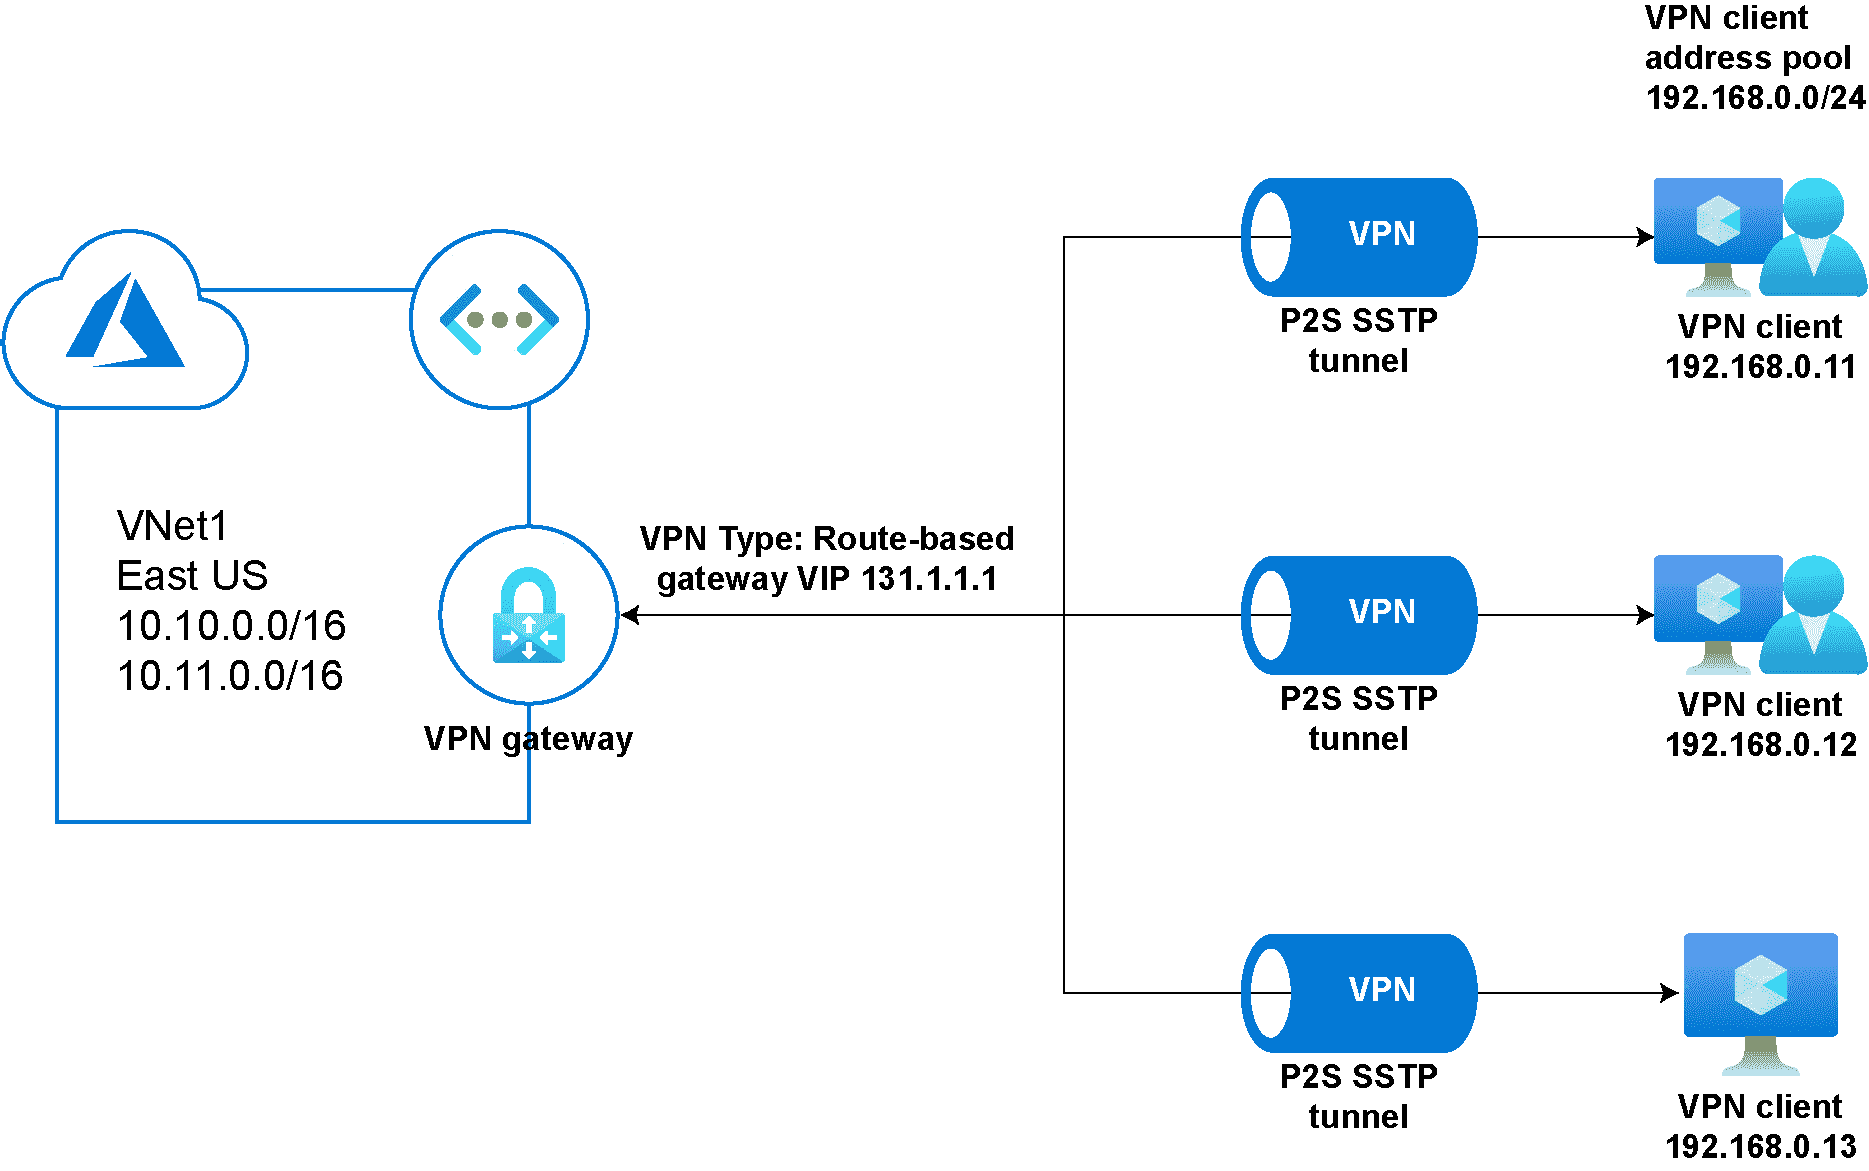 VPN client
address pool
192.168.0.0/24
VPN
P2S SSTP
tunnel
VPN client
192.168.0.11
VNet1
East US
10.10.0.0/16
10.11.0.0/16
VPN gateway
VPN Type: Route-based
gateway VIP 131.1.1.1
VPN
P2S SSTP
tunnel
VPN client
192.168.0.12
VPN
P2S SSTP
tunnel
VPN client
192.168.0.13